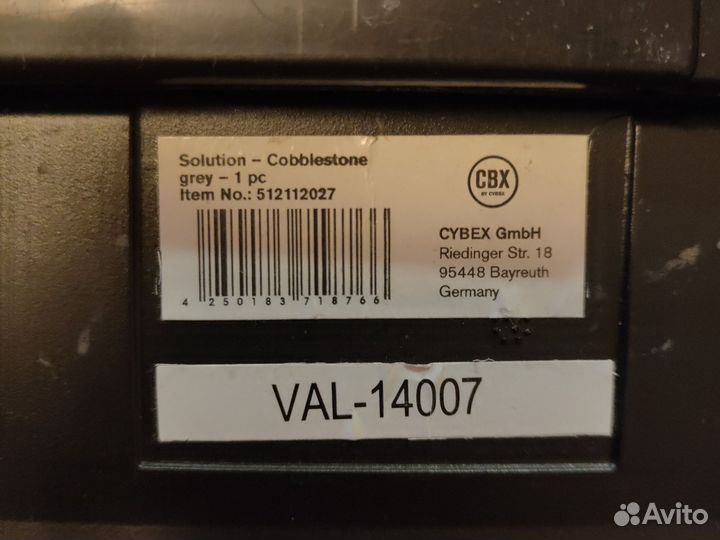 Solution – Cobblestone
grey – 1 pc
Item No.: 512112027
4 250183 718766
CBX
BY CYBEX
CYBEX GmbH
Riedinger Str. 18
95448 Bayreuth
Germany
VAL-14007
Avito